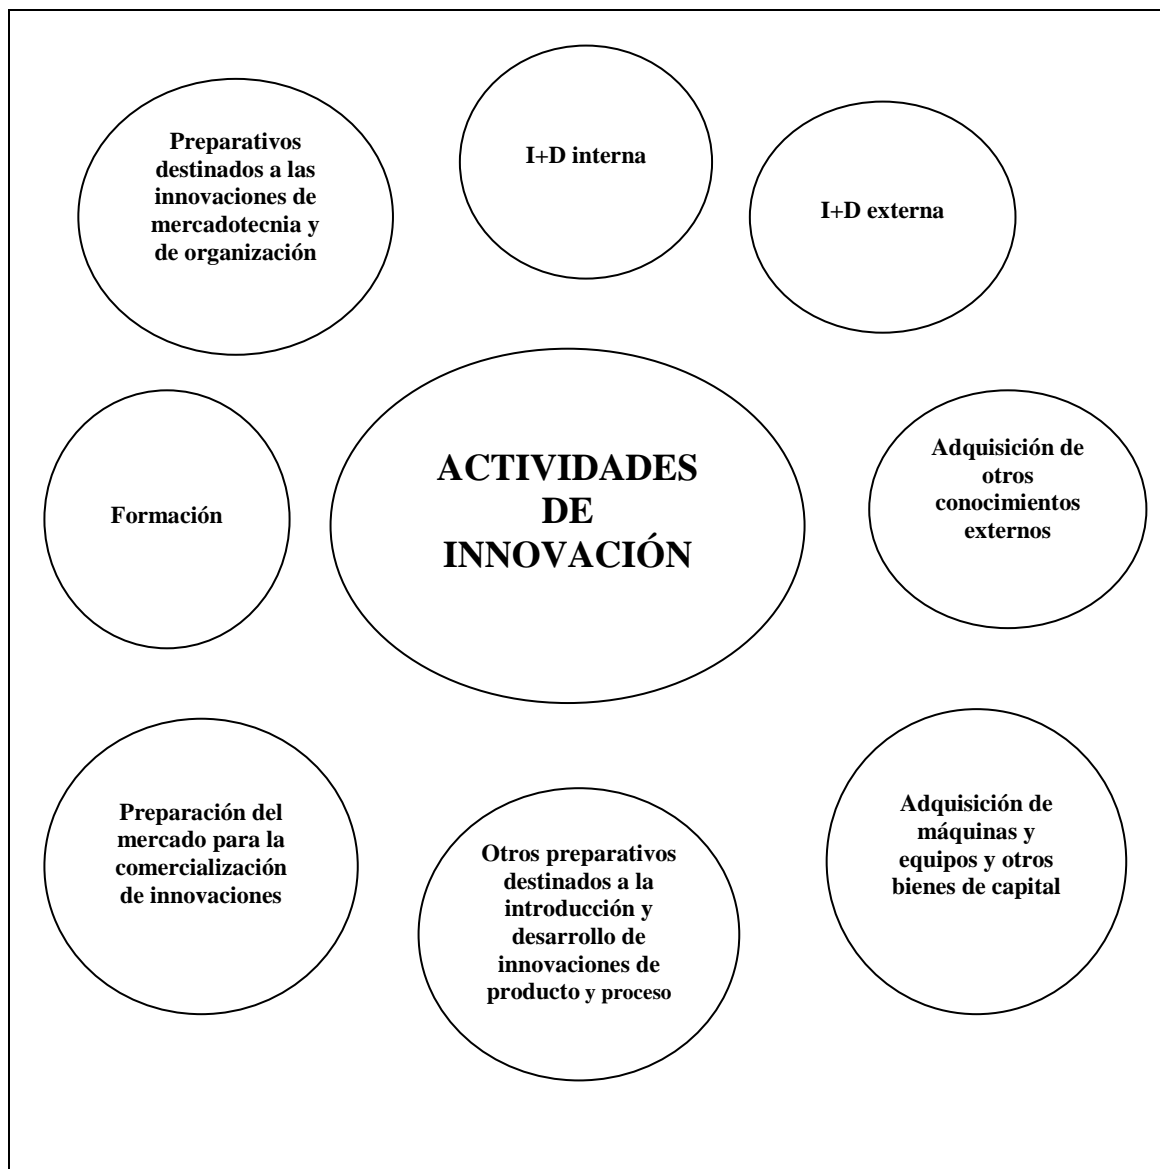 Preparativos
destinados a las
innovaciones de
mercadotecnia y
de organización
I+D interna
I+D externa
ACTIVIDADES
DE
INNOVACIÓN
Adquisición de
otros
conocimientos
externos
Formación
Preparación del
mercado para la
comercialización
de innovaciones
Otros preparativos
destinados a la
introducción y
desarrollo de
innovaciones de
producto y proceso
Adquisición de
máquinas y
equipos y otros
bienes de capital